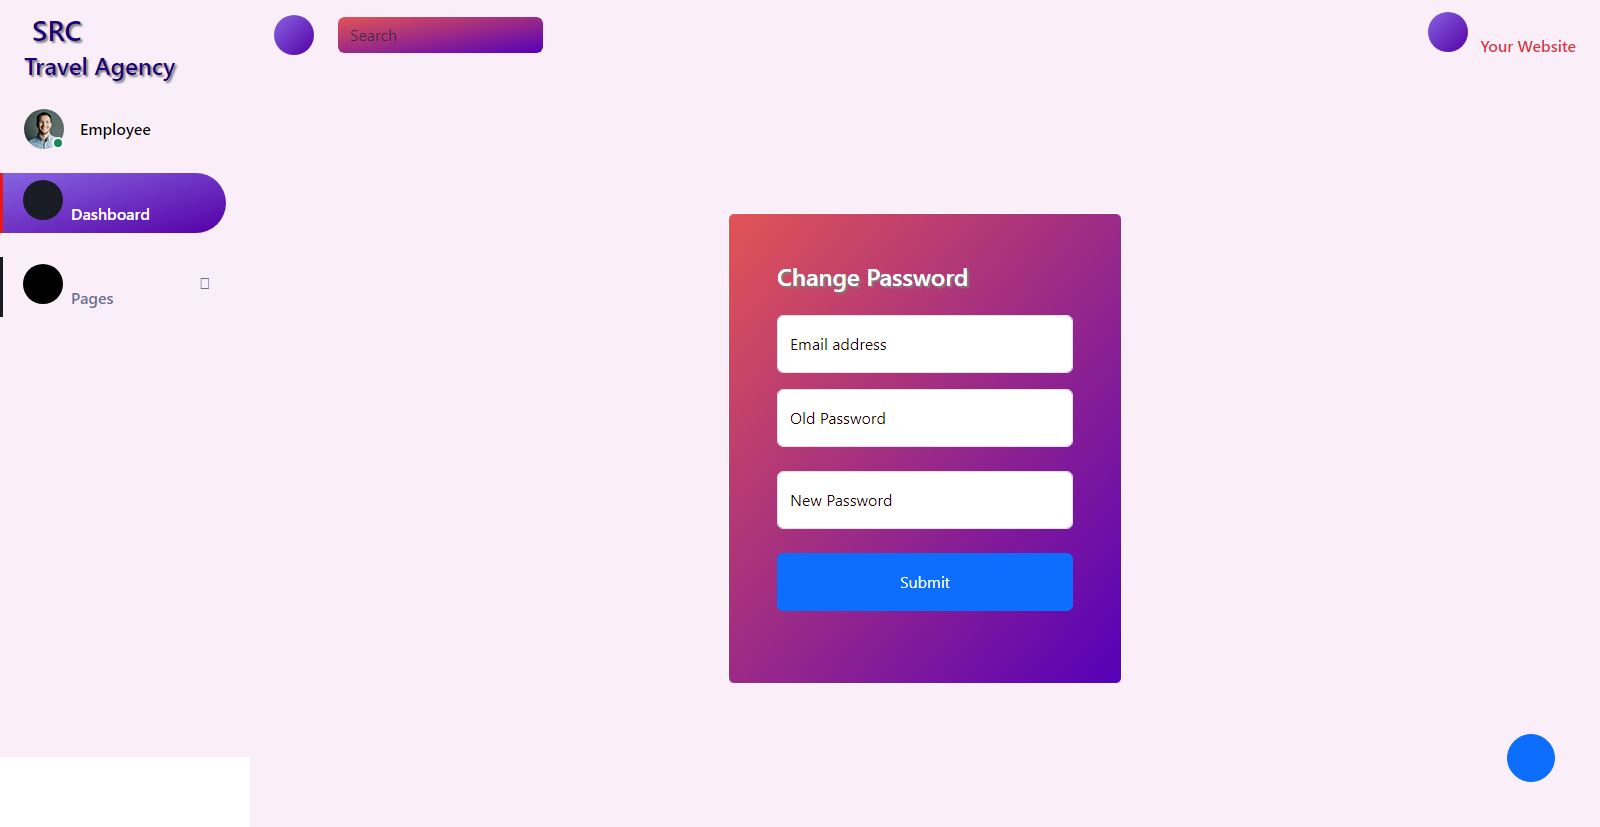 SRC
Travel Agency
Search
Your Website
Employee
Dashboard
Pages
Change Password
Email address
Old Password
New Password
Submit